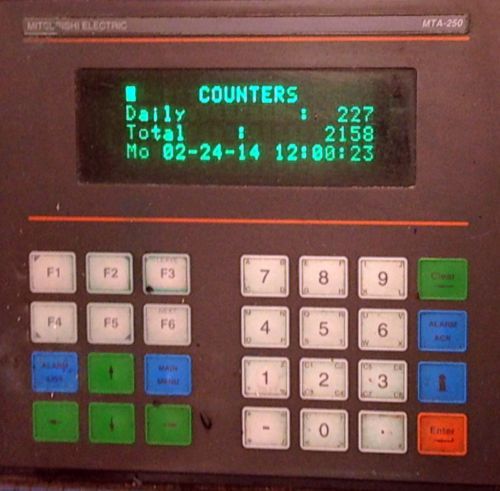 MITSUBISHI ELECTRIC MTA-250
COUNTERS
Daily : 227
Total : 2158
Mo 02-24-14 12:00:23
F1 F2 F3 7 8 9 Clear
F4 F5 F6 4 5 6 ALARM ACK
ALARM LIST MAIN MENU 1 2 3
- 0 . Enter